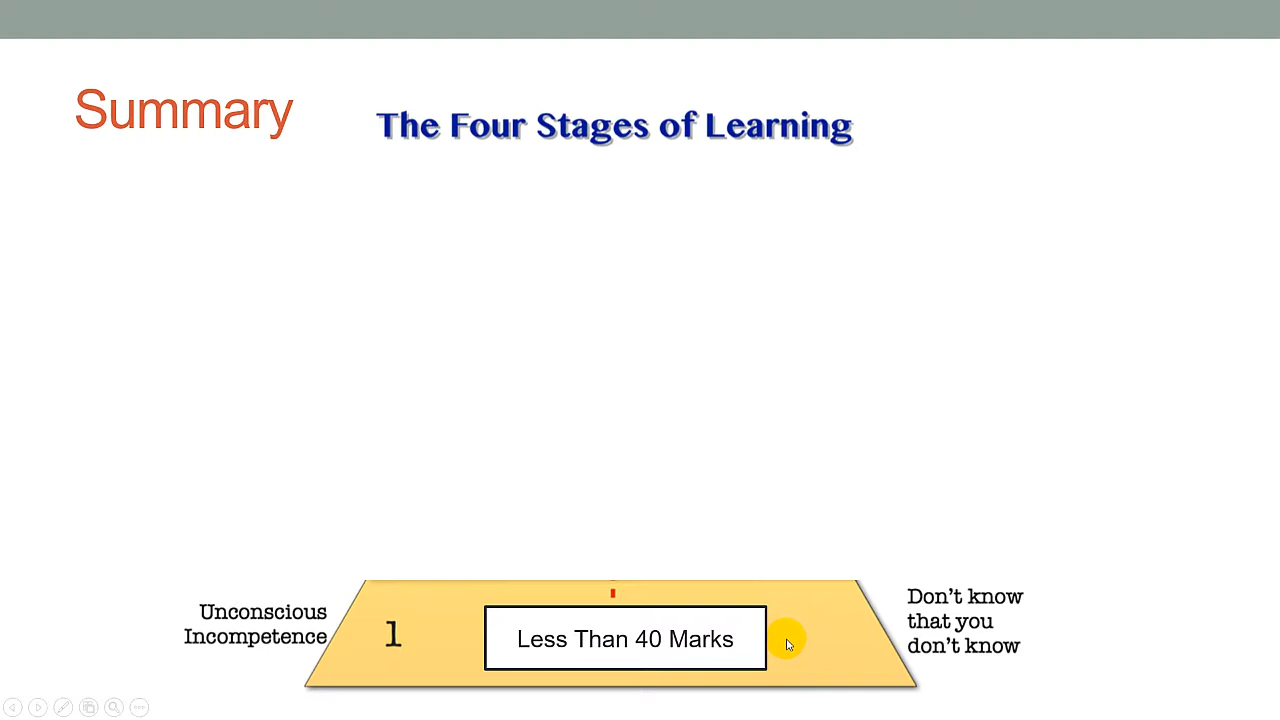 Summary
The Four Stages of Learning
Unconscious
Incompetence
1
Less Than 40 Marks
Don't know
that you
don't know